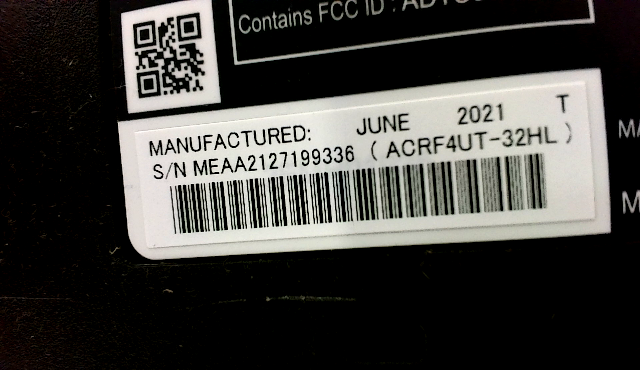 Contains FCC ID :
MANUFACTURED: JUNE 2021 T
S/N MEAA2127199336 ( ACRF4UT-32HL )